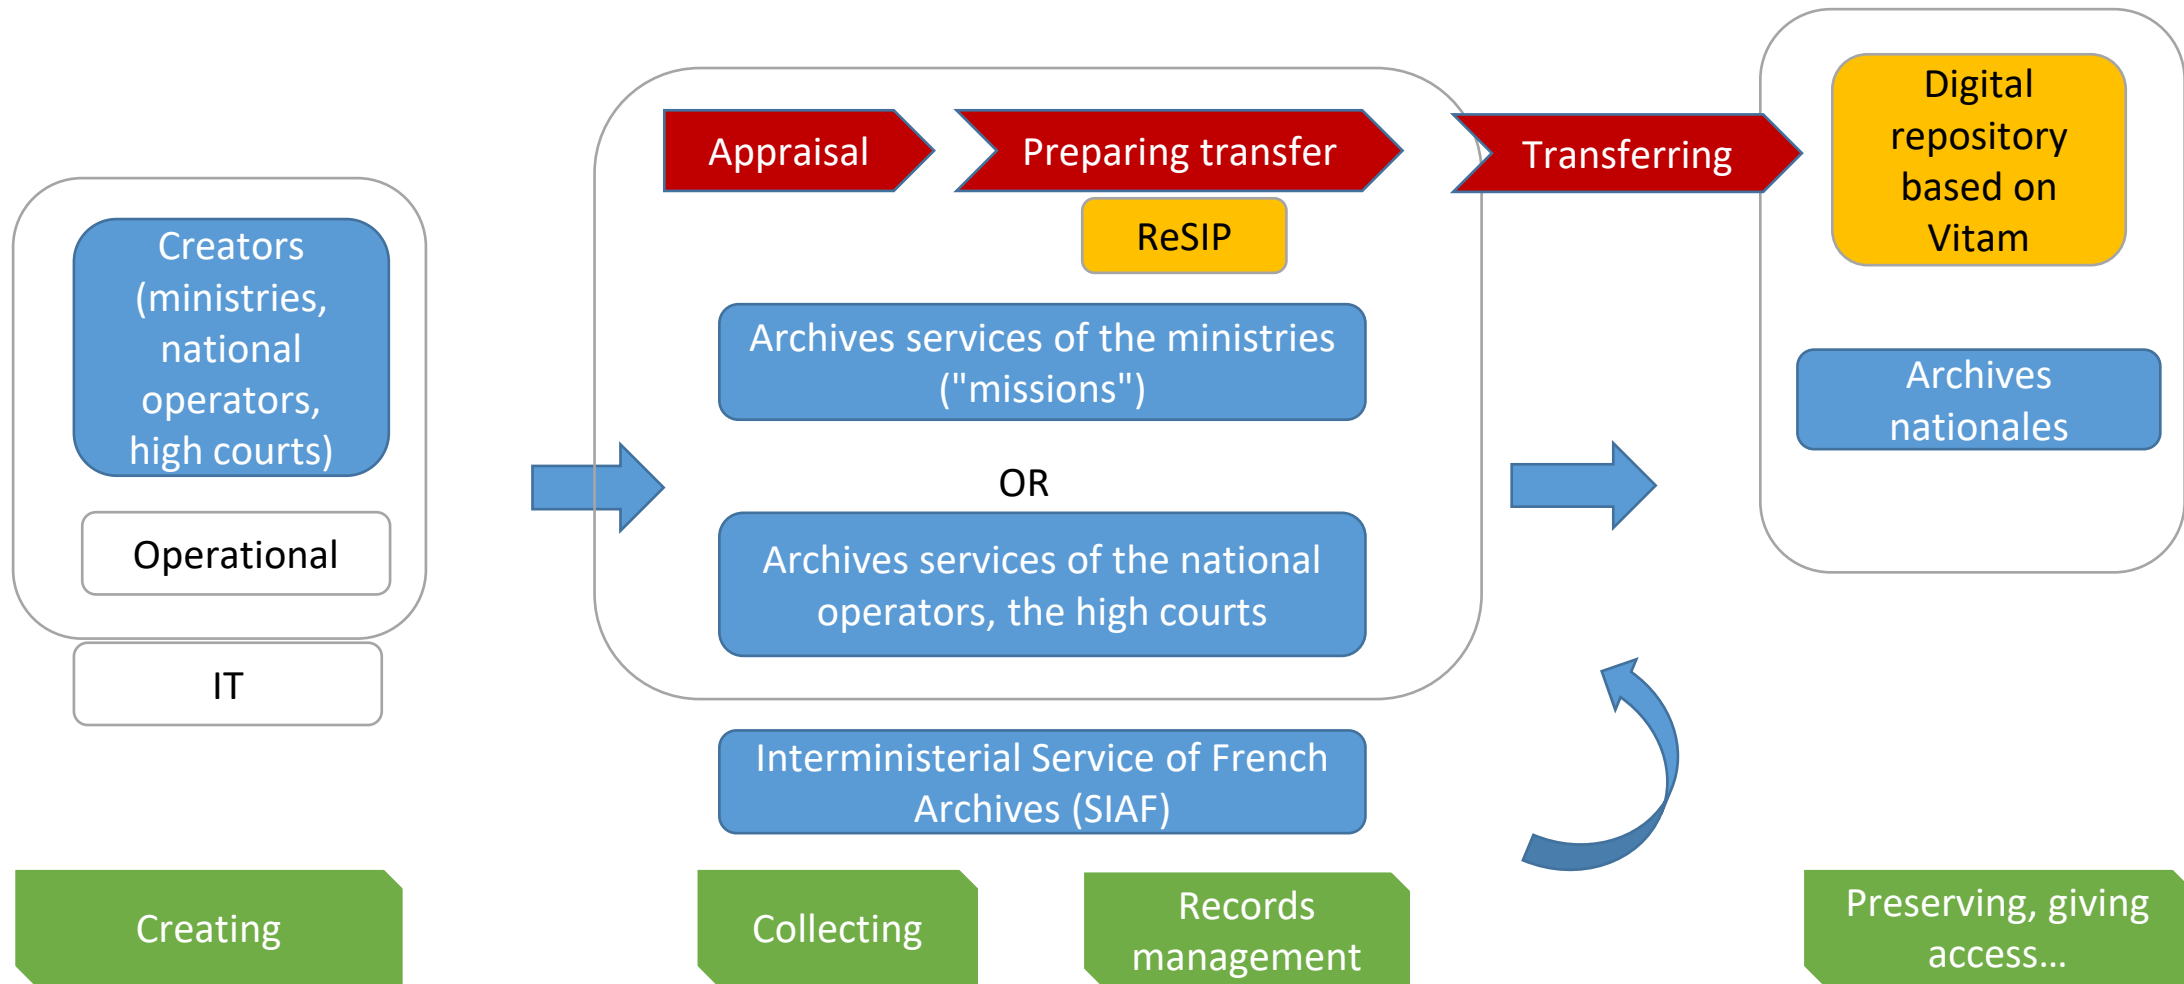 Creators
(ministries,
national
operators,
high courts)
Operational
IT
Appraisal
Preparing transfer
Transferring
ReSIP
Archives services of the ministries
("missions")
OR
Archives services of the national
operators, the high courts
Interministerial Service of French
Archives (SIAF)
Digital
repository
based on
Vitam
Archives
nationales
Creating
Collecting
Records
management
Preserving, giving
access…